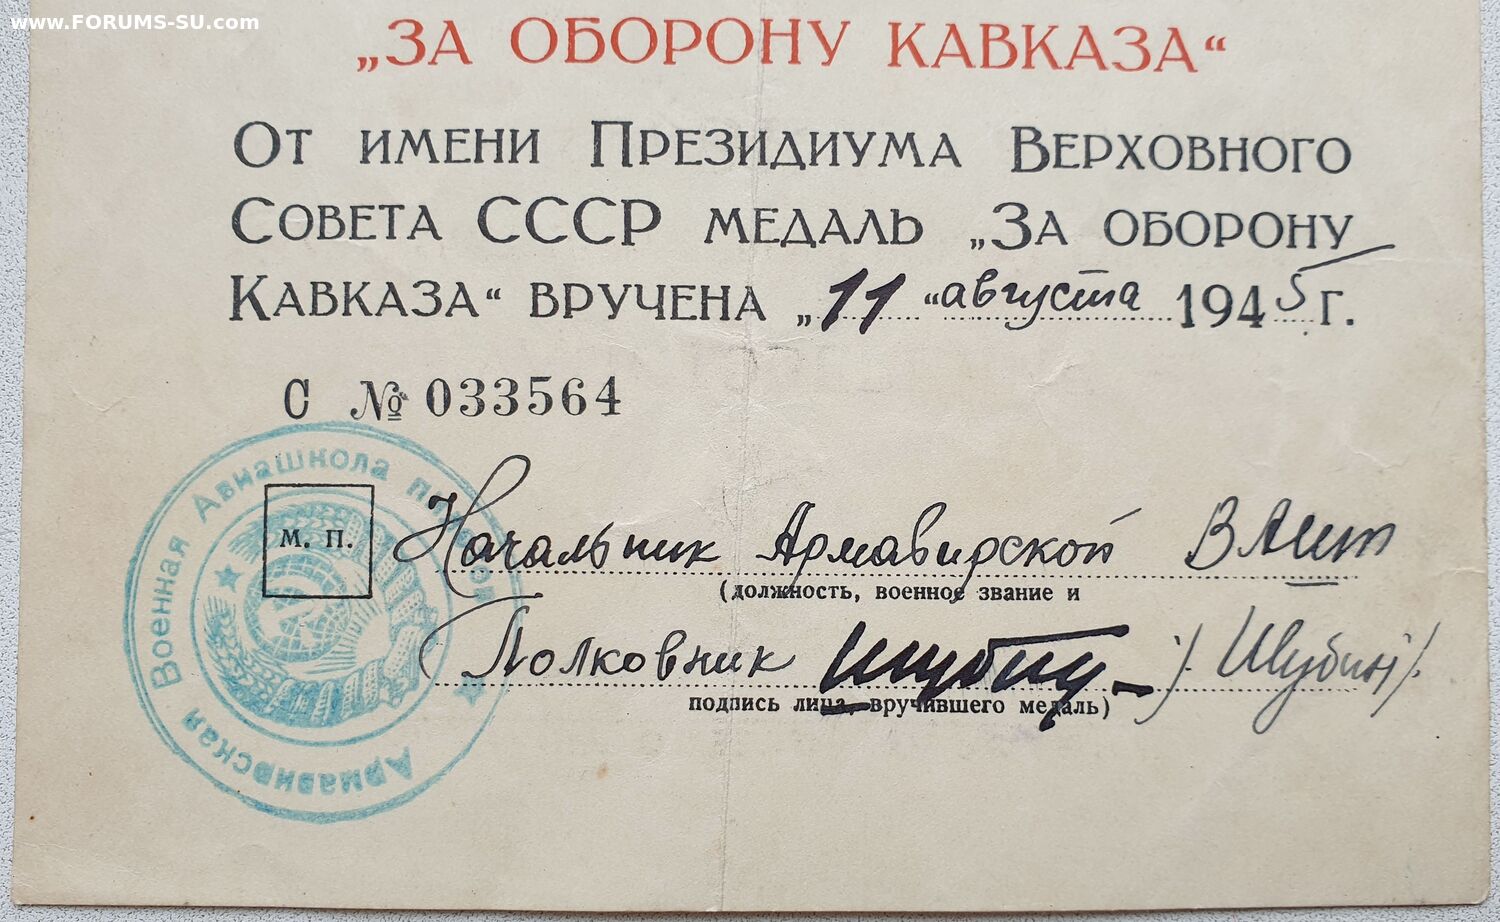 www.FORUMS-SU.com
„ЗА ОБОРОНУ КАВКАЗА“
От имени Президиума Верховного
Совета СССР медаль „За оборону
Кавказа“ вручена „11“ августа 1945 г.
С № 033564
Армавирская Военная Авиашкола
М. П.
Начальник Армавирской
(должность, военное звание и
Полковник Шубин /Шубин/.
подпись лица, вручившего медаль)